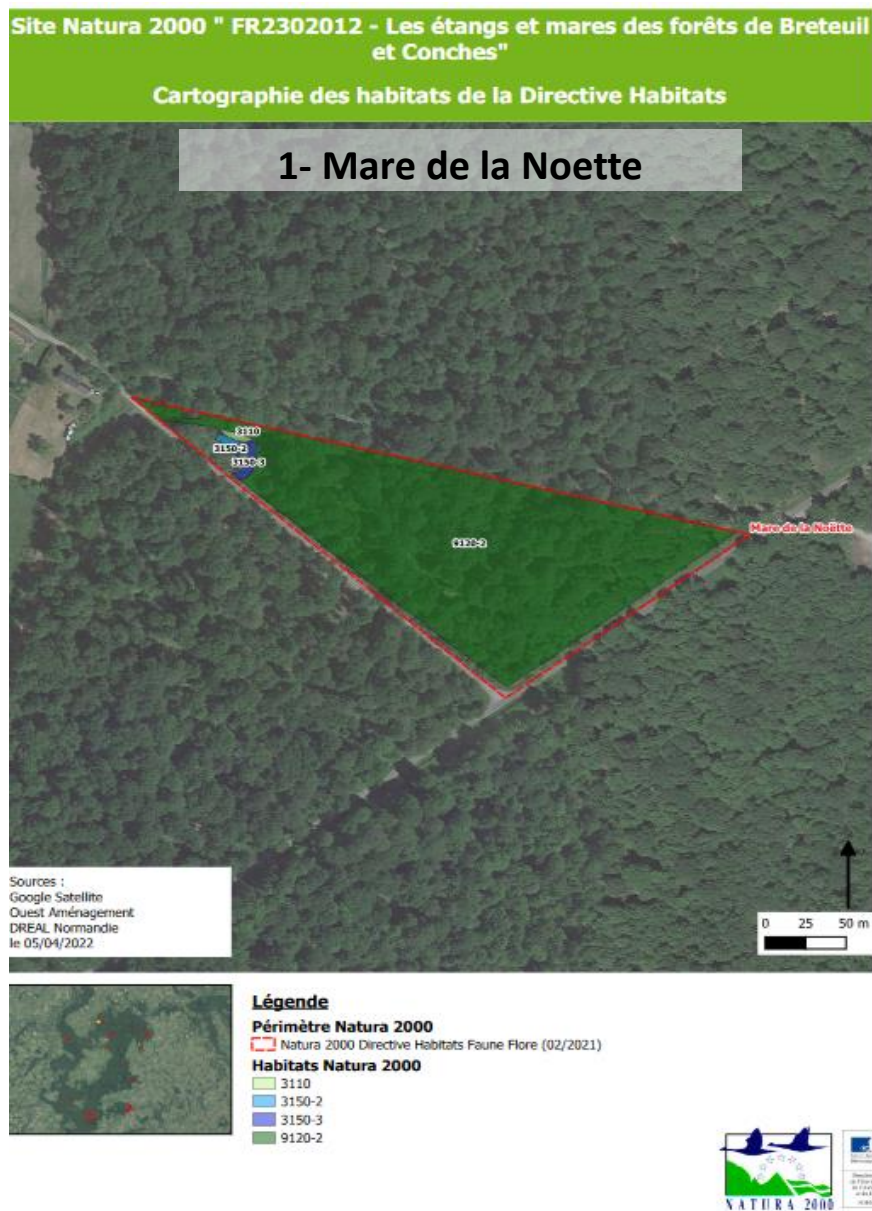 Site Natura 2000 " FR2302012 - Les étangs et mares des forêts de Breteuil
et Conches"
Cartographie des habitats de la Directive Habitats
1- Mare de la Noette
3110
3150-2
3150-3
9120-2
Mare de la Noëtte
Sources :
Google Satellite
Ouest Aménagement
DREAL Normandie
le 05/04/2022
0 25 50 m
Légende
Périmètre Natura 2000
Natura 2000 Directive Habitats Faune Flore (02/2021)
Habitats Natura 2000
3110
3150-2
3150-3
9120-2
NATURA 2000